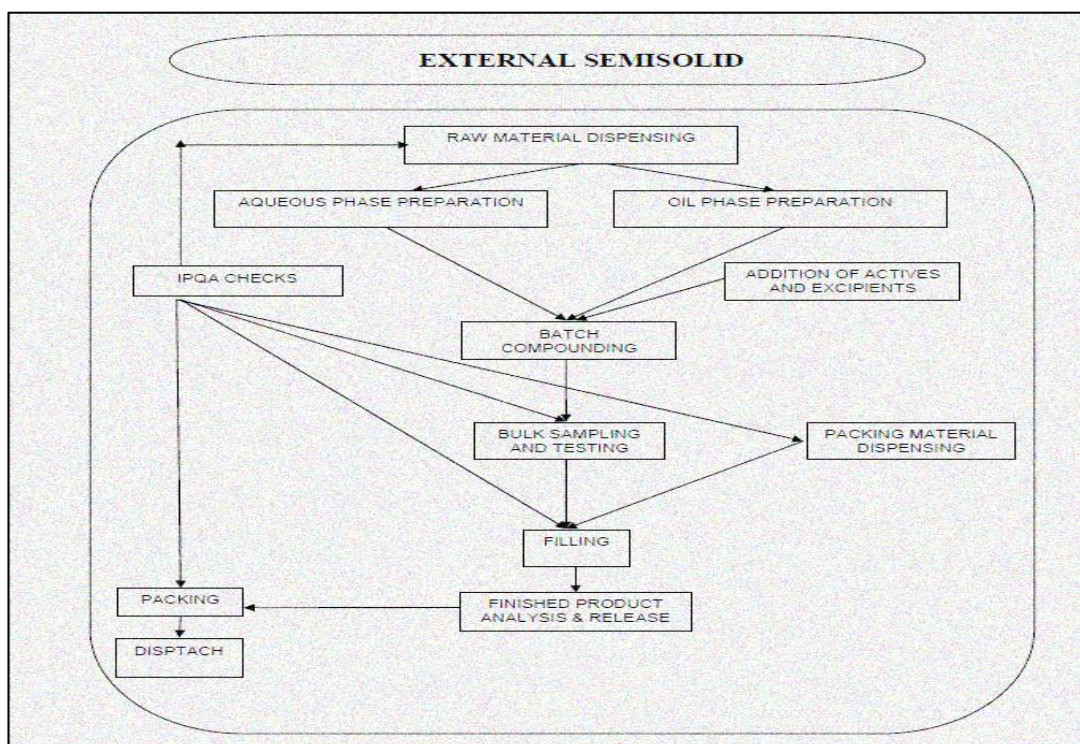 EXTERNAL SEMISOLID
RAW MATERIAL DISPENSING
AQUEOUS PHASE PREPARATION
OIL PHASE PREPARATION
IPQA CHECKS
ADDITION OF ACTIVES
AND EXCIPIENTS
BATCH
COMPOUNDING
BULK SAMPLING
AND TESTING
PACKING MATERIAL
DISPENSING
FILLING
PACKING
FINISHED PRODUCT
ANALYSIS & RELEASE
DISPTACH